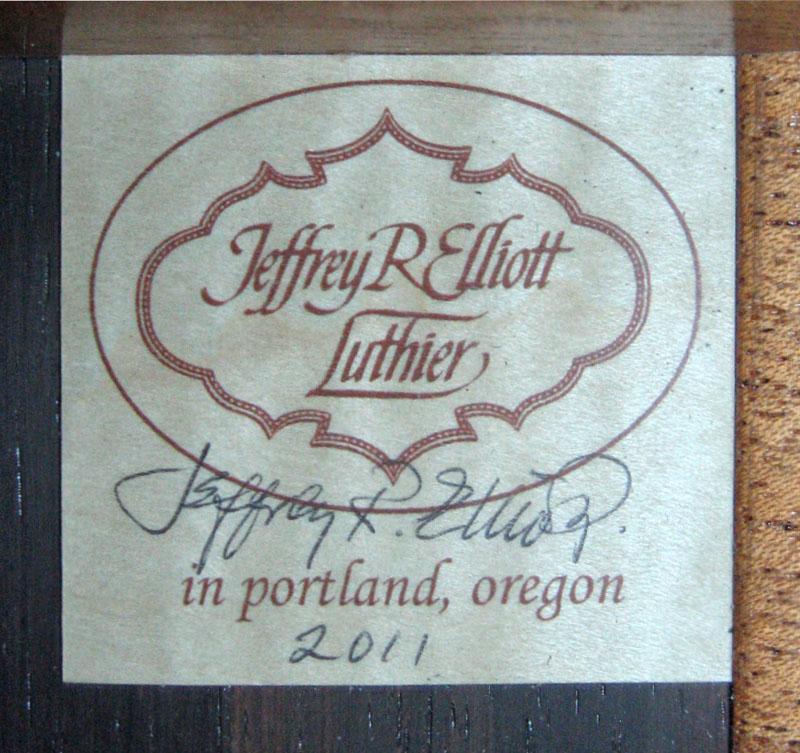 Jeffrey R Elliott
Luthier
Jeffrey R. Elliott.
in portland, oregon
2011